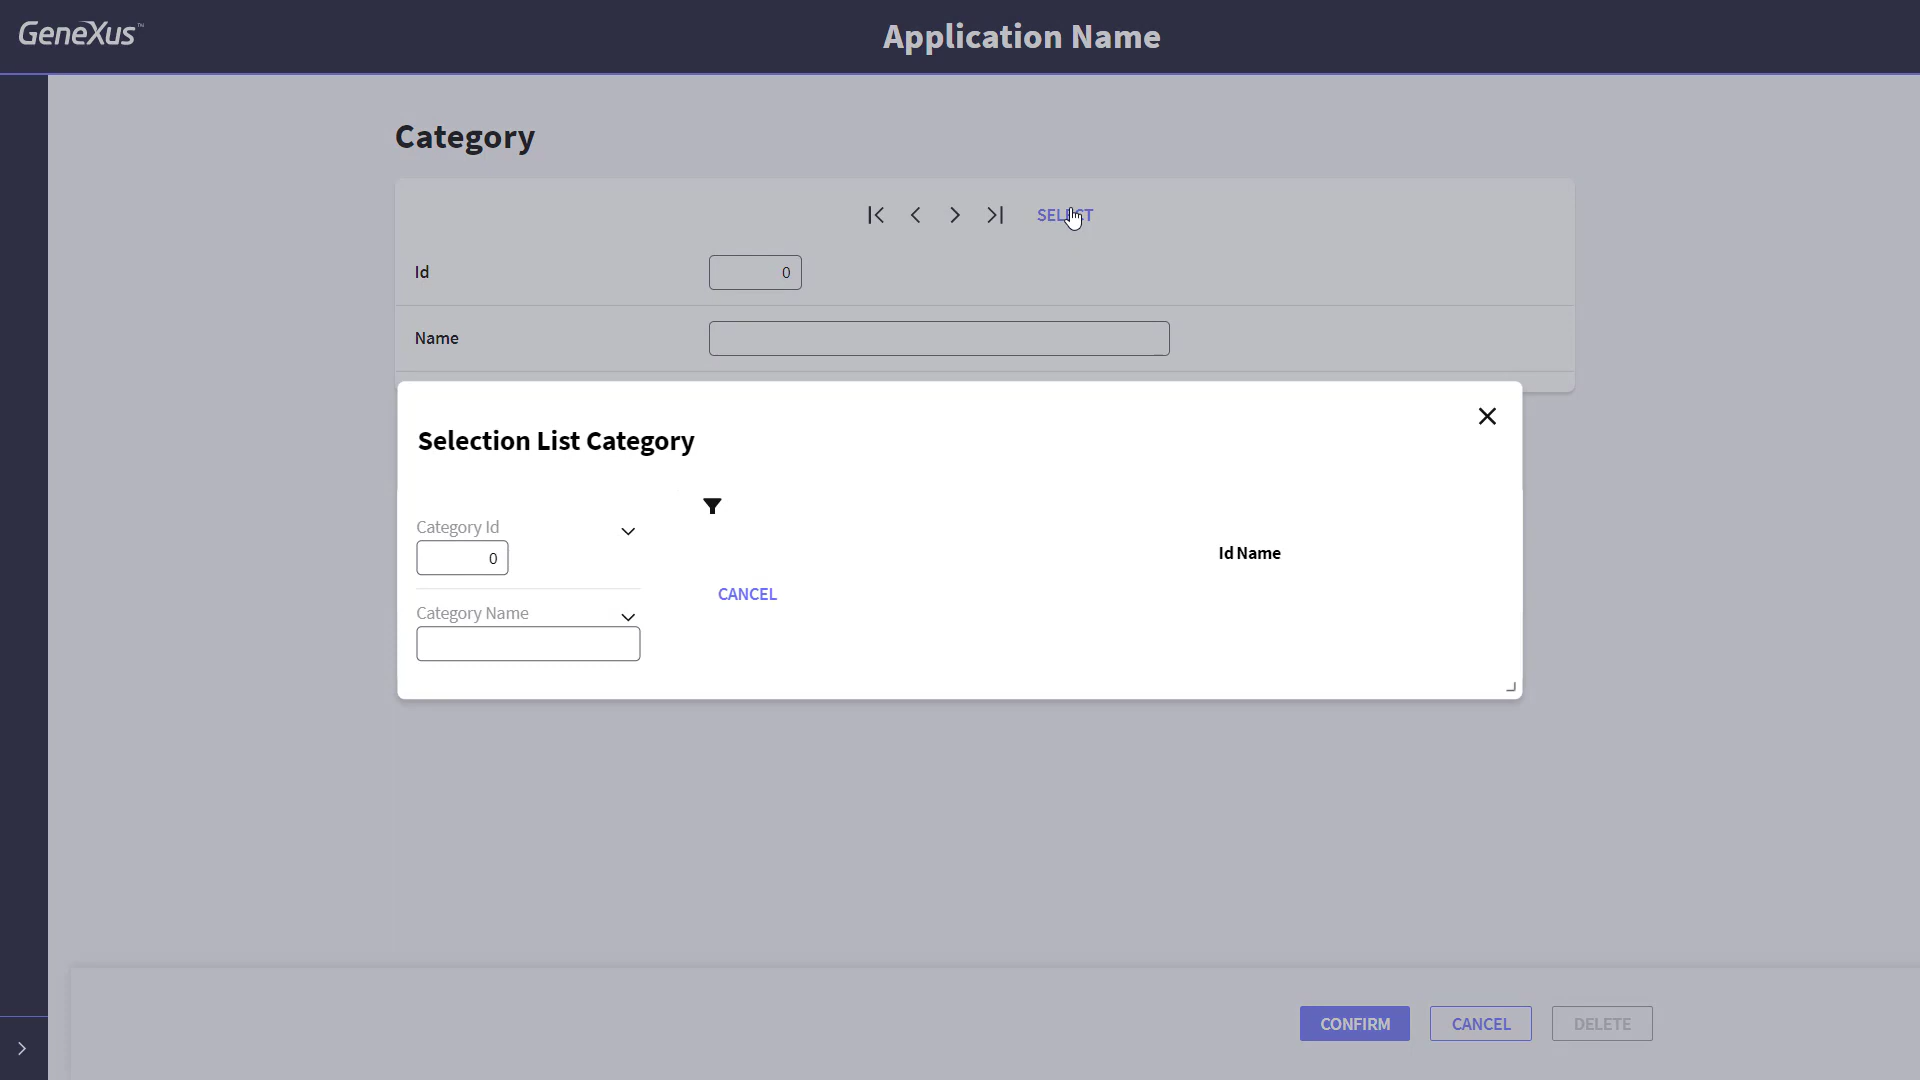 GeneXus™
Application Name
Category
SELECT
Id 0
Name
Selection List Category
Category Id
0
Id Name
CANCEL
Category Name
CONFIRM CANCEL DELETE